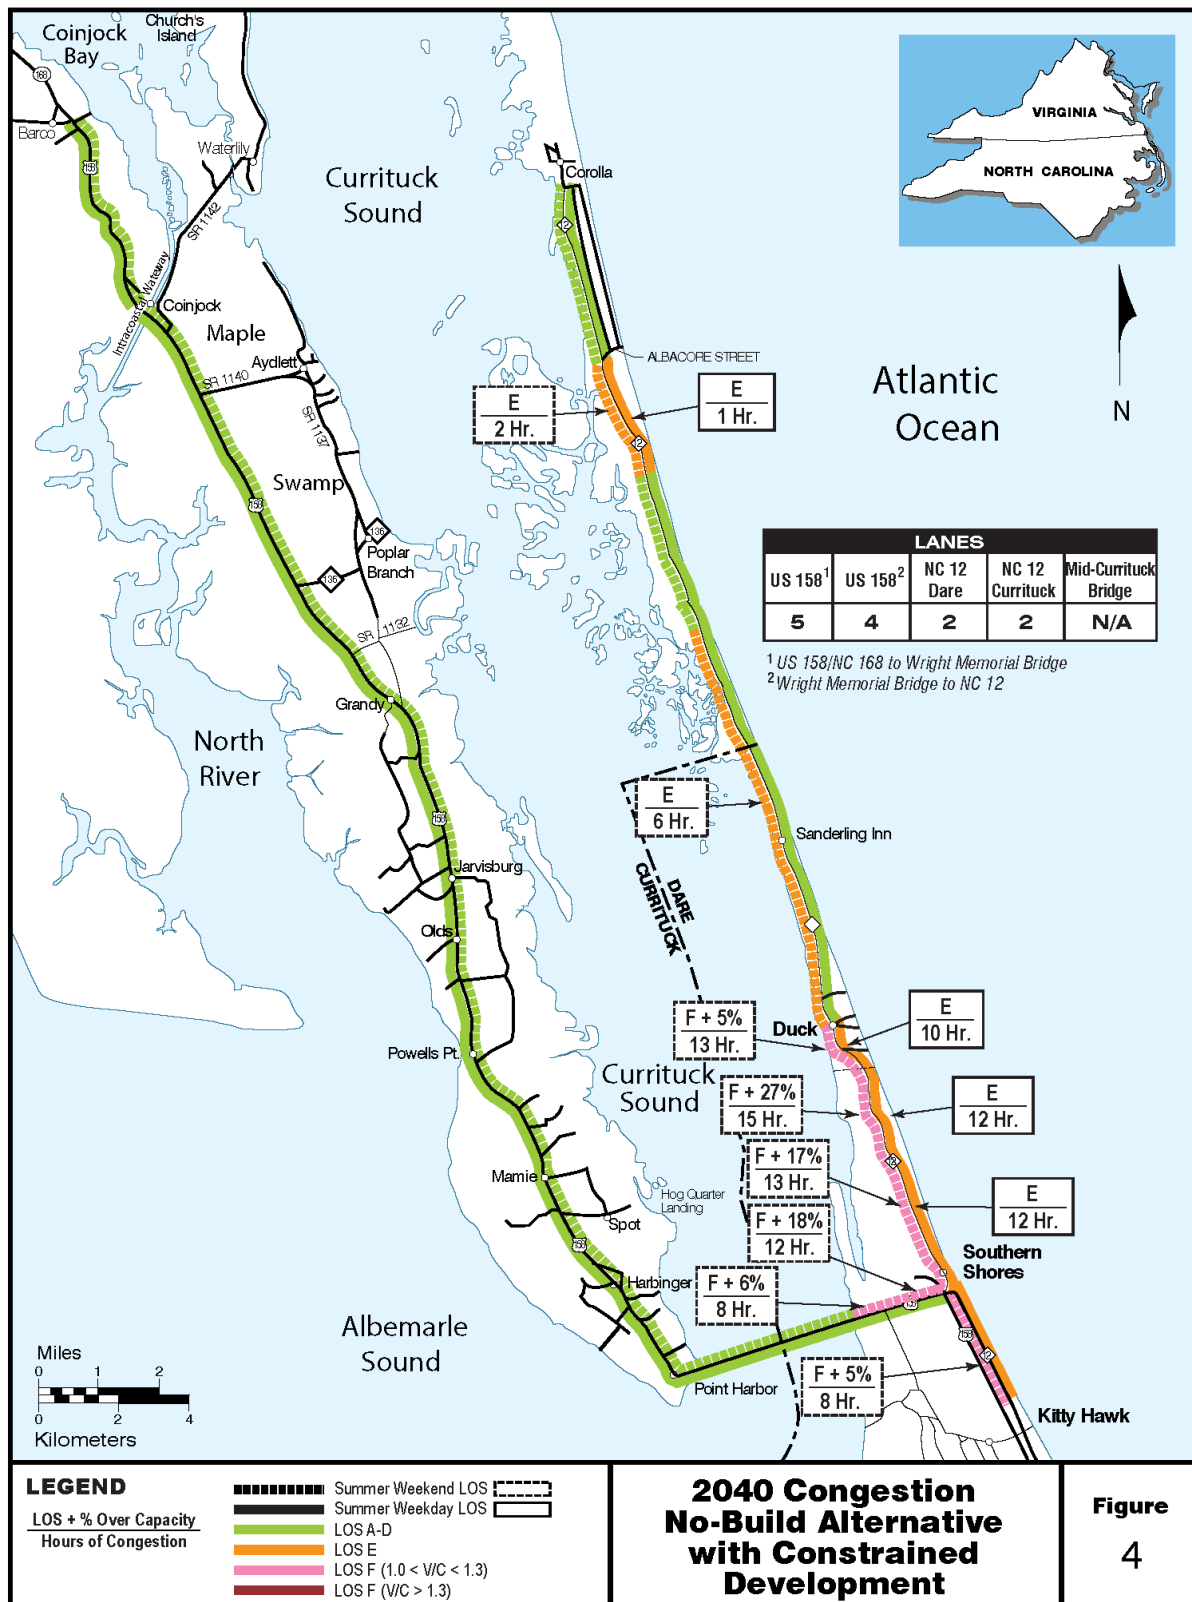 Church's
Island
Coinjock
Bay
168
Barco
158
Waterlily
SR 1142
Intracoastal Waterway
Coinjock
Maple
Aydlett
SR 1140
SR 1137
Swamp
158
136
Poplar
Branch
136
SR 1132
Grandy
North
River
158
Jarvisburg
Olds
Powells Pt.
Mamie
Spot
Hog Quarter
Landing
158
Harbinger
Albemarle
Sound
Point Harbor
Currituck
Sound
N
Corolla
12
ALBACORE STREET
E
2 Hr.
E
1 Hr.
12
VIRGINIA
NORTH CAROLINA
N
Atlantic
Ocean
LANES
US 158¹
US 158²
NC 12
Dare
NC 12
Currituck
Mid-Currituck
Bridge
5
4
2
2
N/A
¹ US 158/NC 168 to Wright Memorial Bridge
² Wright Memorial Bridge to NC 12
E
6 Hr.
Sanderling Inn
DARE
CURRITUCK
F + 5%
13 Hr.
Duck
E
10 Hr.
Currituck
Sound
F + 27%
15 Hr.
E
12 Hr.
F + 17%
13 Hr.
12
E
12 Hr.
F + 18%
12 Hr.
Southern
Shores
F + 6%
8 Hr.
158
158
12
F + 5%
8 Hr.
Kitty Hawk
Miles
0 1 2
0 2 4
Kilometers
LEGEND
LOS + % Over Capacity
Hours of Congestion
Summer Weekend LOS
Summer Weekday LOS
LOS A-D
LOS E
LOS F (1.0 < V/C < 1.3)
LOS F (V/C > 1.3)
2040 Congestion
No-Build Alternative
with Constrained
Development
Figure
4